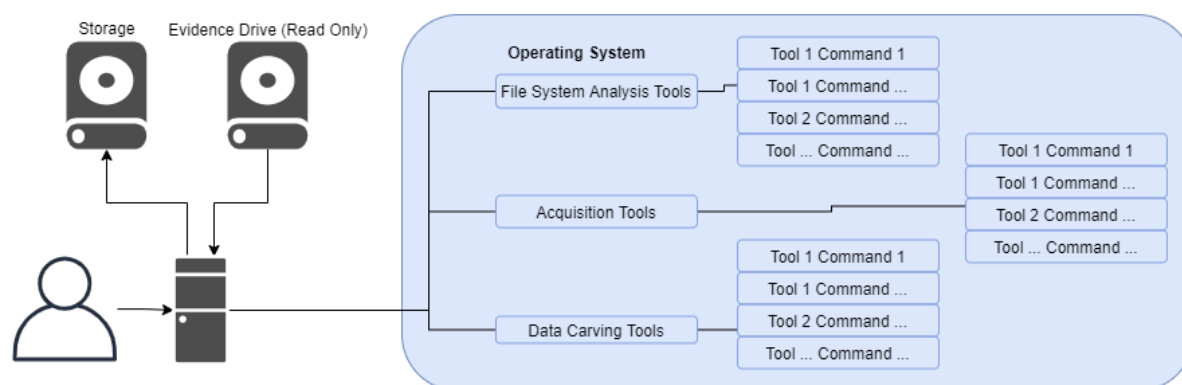 Storage
Evidence Drive (Read Only)
Operating System
File System Analysis Tools
Tool 1 Command 1
Tool 1 Command ...
Tool 2 Command ...
Tool ... Command ...
Acquisition Tools
Tool 1 Command 1
Tool 1 Command ...
Tool 2 Command ...
Tool ... Command ...
Data Carving Tools
Tool 1 Command 1
Tool 1 Command ...
Tool 2 Command ...
Tool ... Command ...